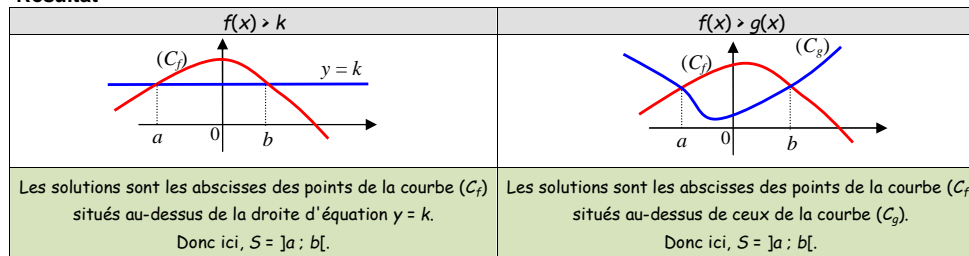 Résultat
f(x) > k
f(x) > g(x)
(Cf)
y = k
a
0
b
(Cf)
(Cg)
a
0
b
Les solutions sont les abscisses des points de la courbe (Cf)
situés au-dessus de la droite d'équation y = k.
Donc ici, S = ]a ; b[.
Les solutions sont les abscisses des points de la courbe (Cf
situés au-dessus de ceux de la courbe (Cg).
Donc ici, S = ]a ; b[.